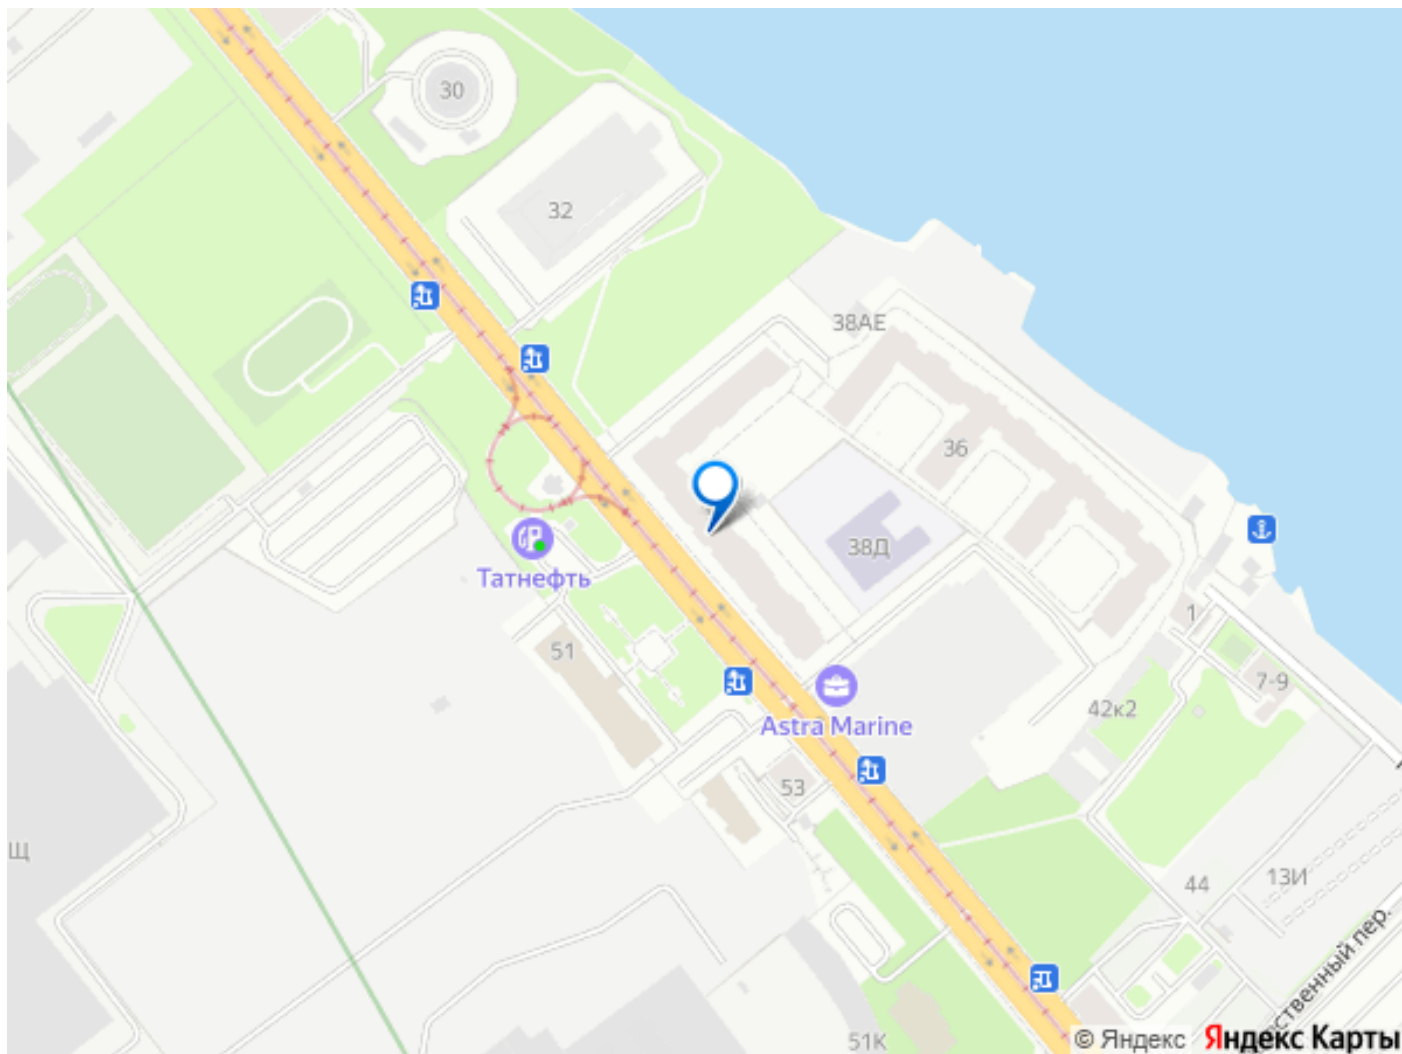 30
32
38АЕ
36
38Д
Татнефть
51
1
7-9
42к2
Astra Marine
53
Щ
44
13И
ственный пер.
51К
© Яндекс Яндекс Карты